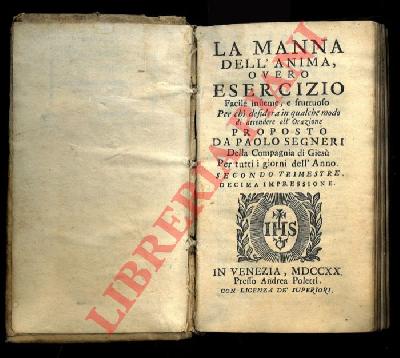 LA MANNA
DELL' ANIMA,
OVERO
ESERCIZIO
Facile insieme, e fruttuoso
Per chi desidera in qualche modo
di attendere all' Orazione
PROPOSTO
DA PAOLO SEGNERI
Della Compagnia di Giesù
Per tutti i giorni dell' Anno.
SECONDO TRIMESTRE.
DECIMA IMPRESSIONE.
IHS
IN VENEZIA, MDCCXX.
Presso Andrea Poletti.
CON LICENZA DE' SUPERIORI.